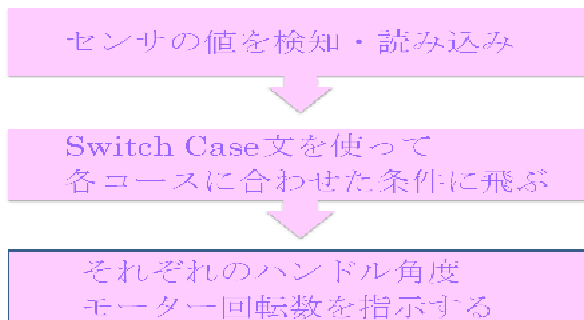 センサの値を検知・読み込み
Switch Case文を使って
各コースに合わせた条件に飛ぶ
それぞれのハンドル角度
モーター回転数を指示する